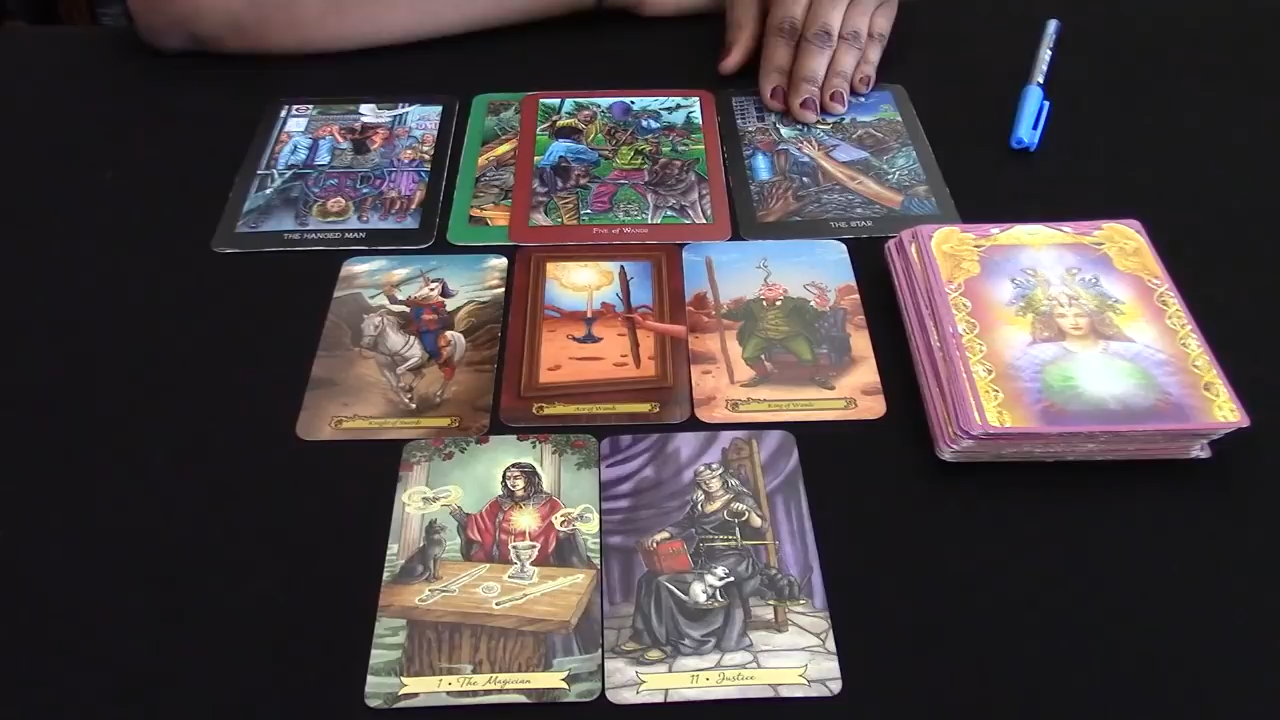 THE HANGED MAN
FIVE OF WANDS
THE STAR
Knight of Swords
Ace of Wands
King of Wands
1 • The Magician
11 • Justice